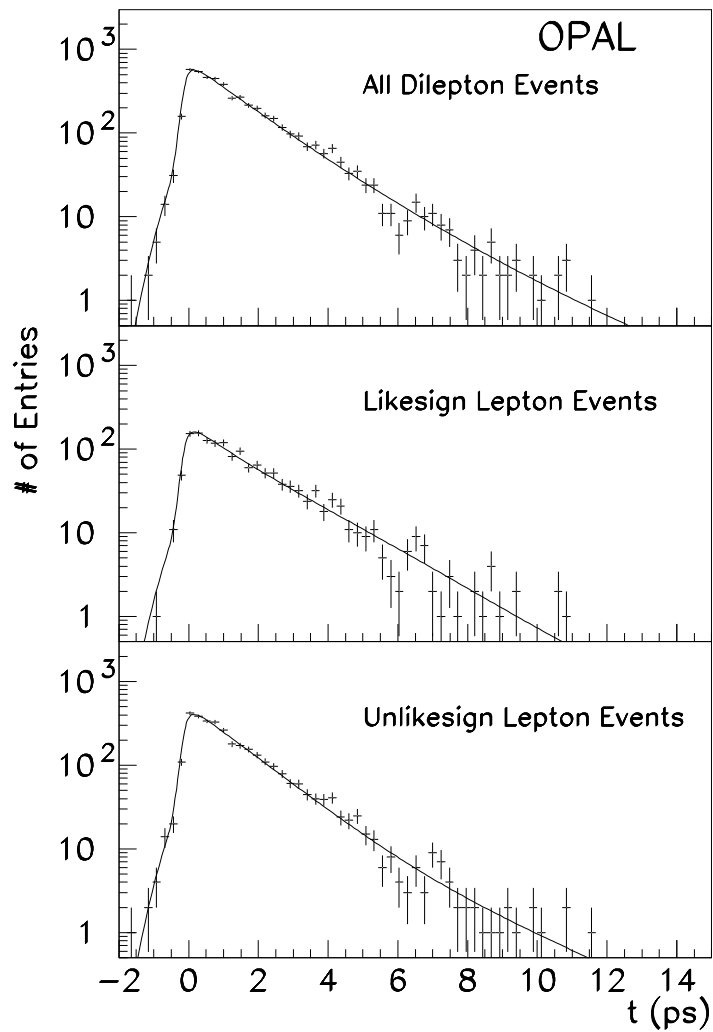 OPAL
All Dilepton Events
10³
10²
10
1
Likesign Lepton Events
10³
10²
10
1
# of Entries
Unlikesign Lepton Events
10³
10²
10
1
−2 0 2 4 6 8 10 12 14
t (ps)